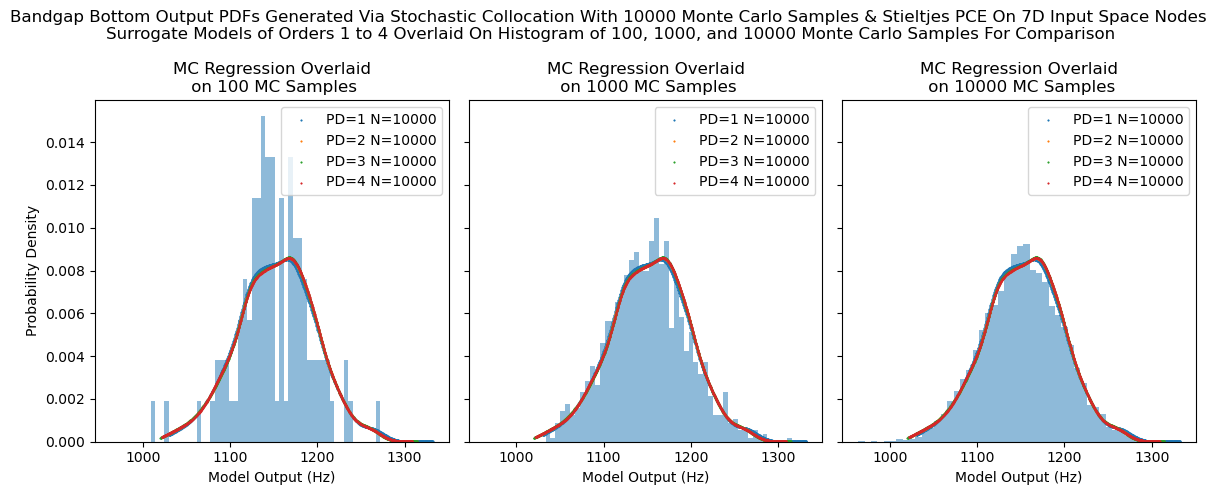 Bandgap Bottom Output PDFs Generated Via Stochastic Collocation With 10000 Monte Carlo Samples & Stieltjes PCE On 7D Input Space Nodes
Surrogate Models of Orders 1 to 4 Overlaid On Histogram of 100, 1000, and 10000 Monte Carlo Samples For Comparison
MC Regression Overlaid
on 100 MC Samples
PD=1 N=10000
PD=2 N=10000
PD=3 N=10000
PD=4 N=10000
0.014
0.012
0.010
0.008
0.006
0.004
0.002
0.000
Probability Density
1000 1100 1200 1300
Model Output (Hz)
MC Regression Overlaid
on 1000 MC Samples
PD=1 N=10000
PD=2 N=10000
PD=3 N=10000
PD=4 N=10000
1000 1100 1200 1300
Model Output (Hz)
MC Regression Overlaid
on 10000 MC Samples
PD=1 N=10000
PD=2 N=10000
PD=3 N=10000
PD=4 N=10000
1000 1100 1200 1300
Model Output (Hz)